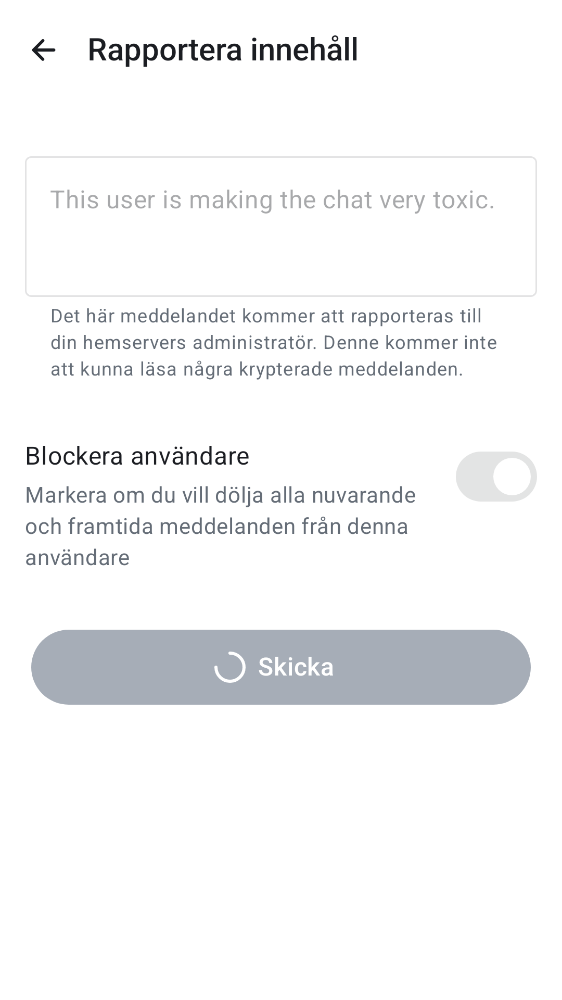 Rapportera innehåll
This user is making the chat very toxic.
Det här meddelandet kommer att rapporteras till
din hemservers administratör. Denne kommer inte
att kunna läsa några krypterade meddelanden.
Blockera användare
Markera om du vill dölja alla nuvarande
och framtida meddelanden från denna
användare
Skicka